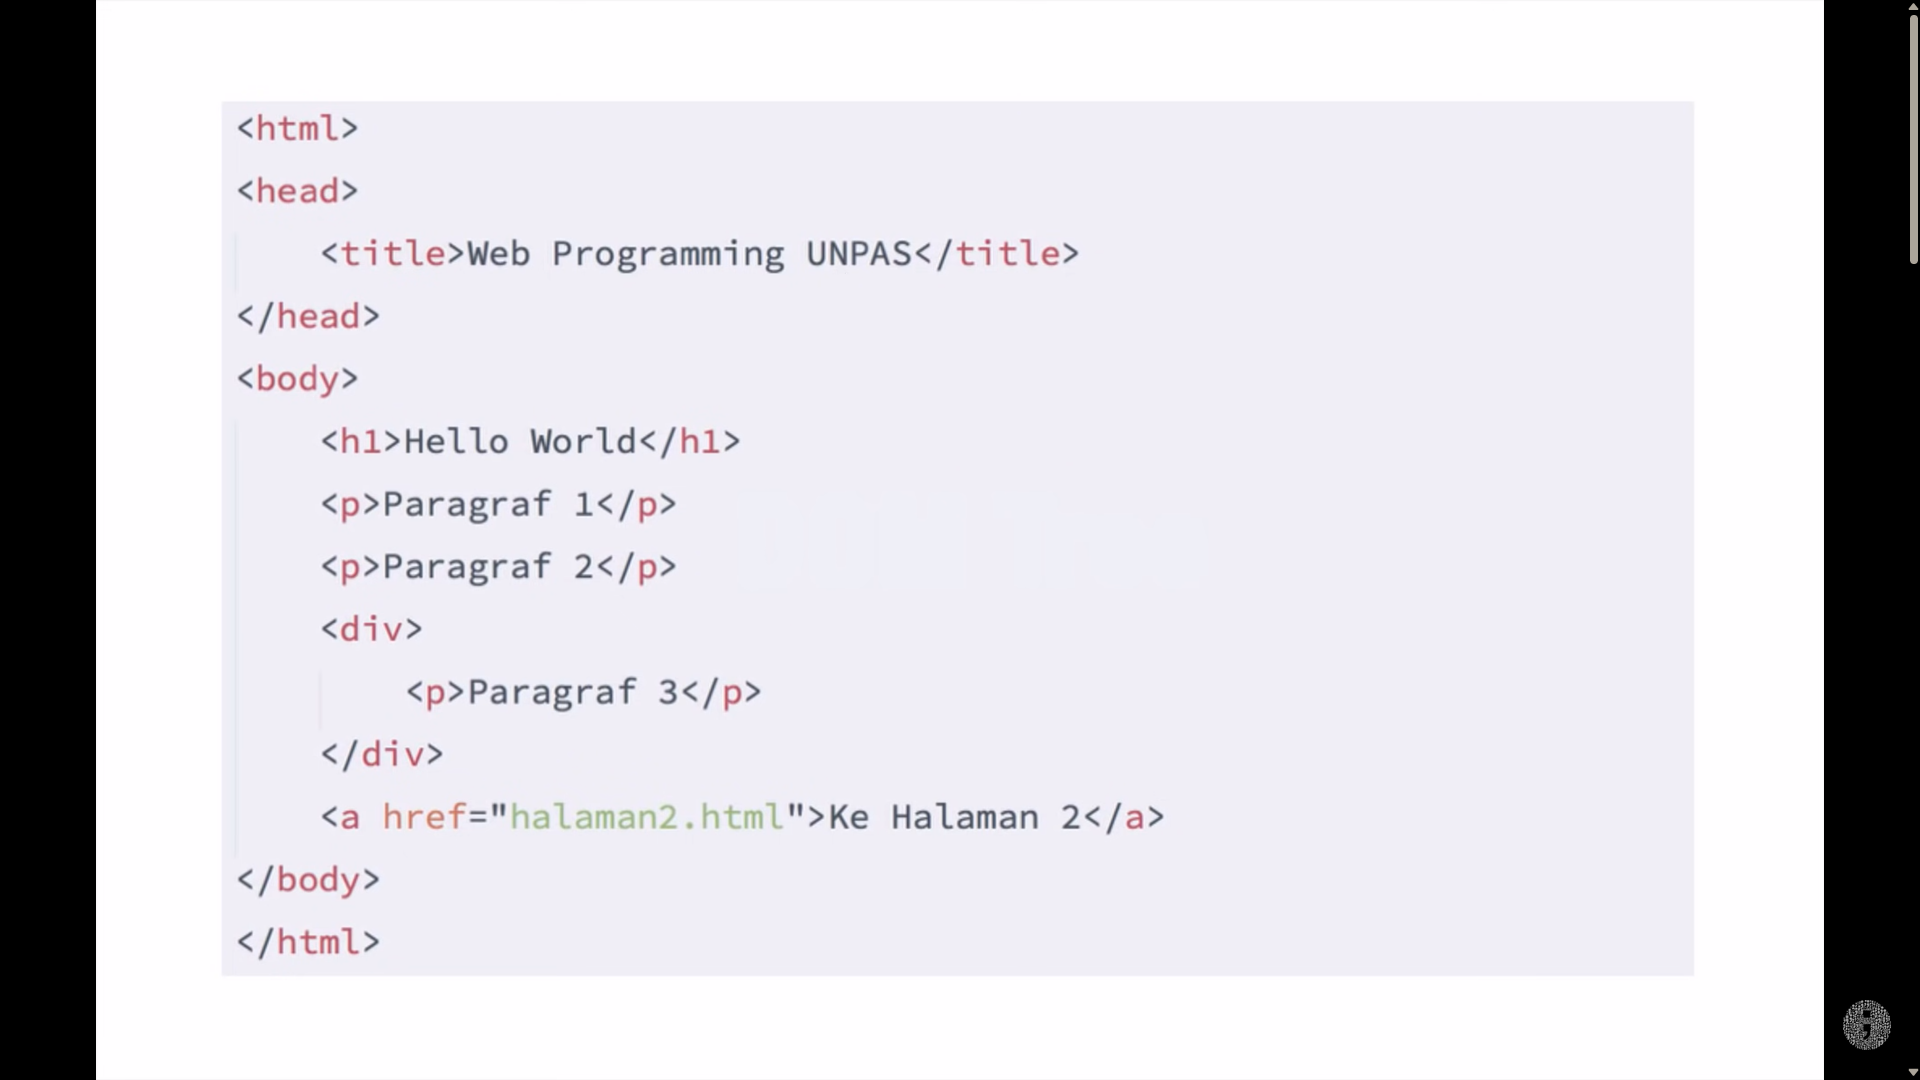 <html>
<head>
    <title>Web Programming UNPAS</title>
</head>
<body>
    <h1>Hello World</h1>
    <p>Paragraf 1</p>
    <p>Paragraf 2</p>
    <div>
        <p>Paragraf 3</p>
    </div>
    <a href="halaman2.html">Ke Halaman 2</a>
</body>
</html>